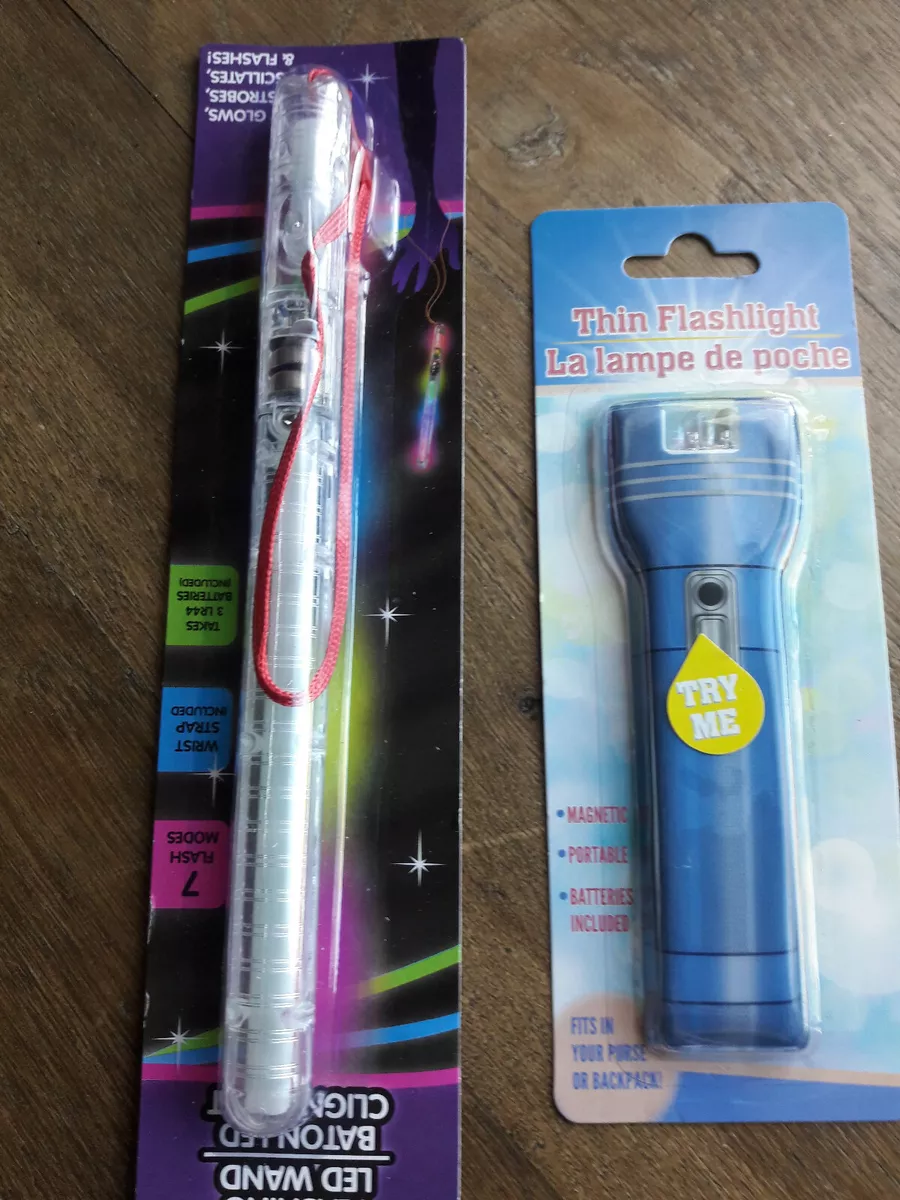 LED WAND
BATON LED
7
FLASH
MODES
WRIST
STRAP
INCLUDED
TAKES
3 LR44
BATTERIES
(INCLUDED)
GLOWS,
STROBES,
OSCILLATES,
& FLASHES!
Thin Flashlight
La lampe de poche
TRY
ME
• MAGNETIC
• PORTABLE
• BATTERIES
INCLUDED
FITS IN
YOUR PURSE
OR BACKPACK!